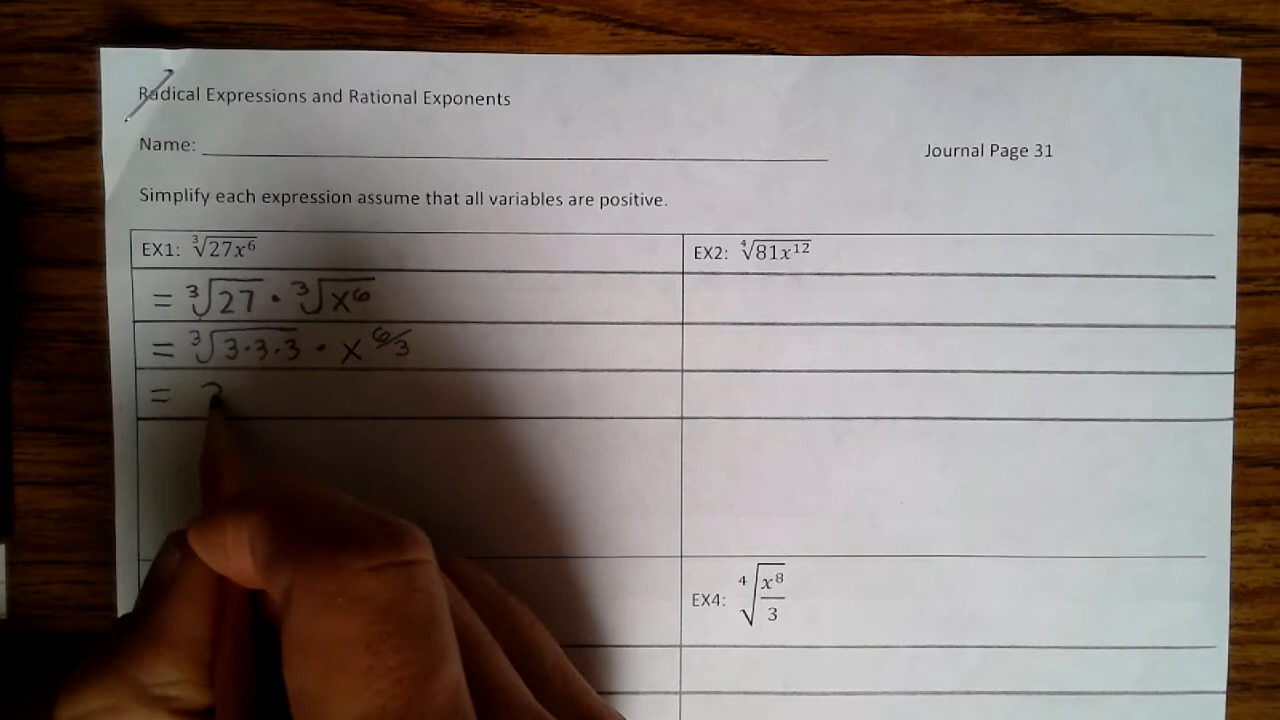 Radical Expressions and Rational Exponents
Name: Journal Page 31
Simplify each expression assume that all variables are positive.
EX1: ∛27x⁶
= ∛27 · ∛x⁶
= ∛3·3·3 · x^6/3
=
EX2: ∜81x¹²
EX4: ∜x⁸/3